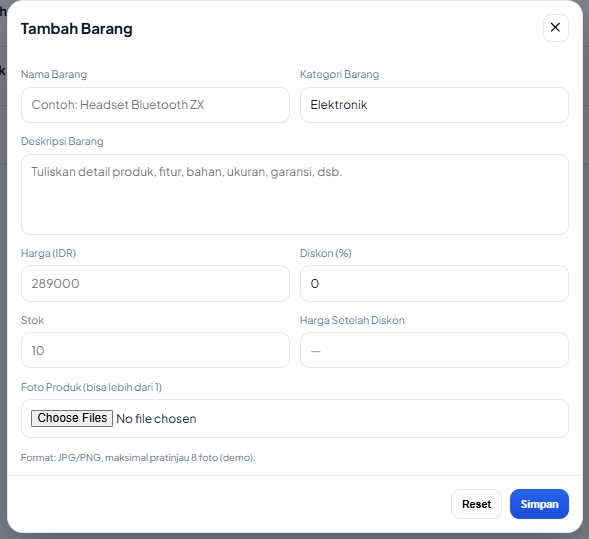 Tambah Barang
Nama Barang
Kategori Barang
Contoh: Headset Bluetooth ZX
Elektronik
Deskripsi Barang
Tuliskan detail produk, fitur, bahan, ukuran, garansi, dsb.
Harga (IDR)
Diskon (%)
289000
0
Stok
Harga Setelah Diskon
10
—
Foto Produk (bisa lebih dari 1)
Choose Files No file chosen
Format: JPG/PNG, maksimal pratinjau 8 foto (demo).
Reset
Simpan